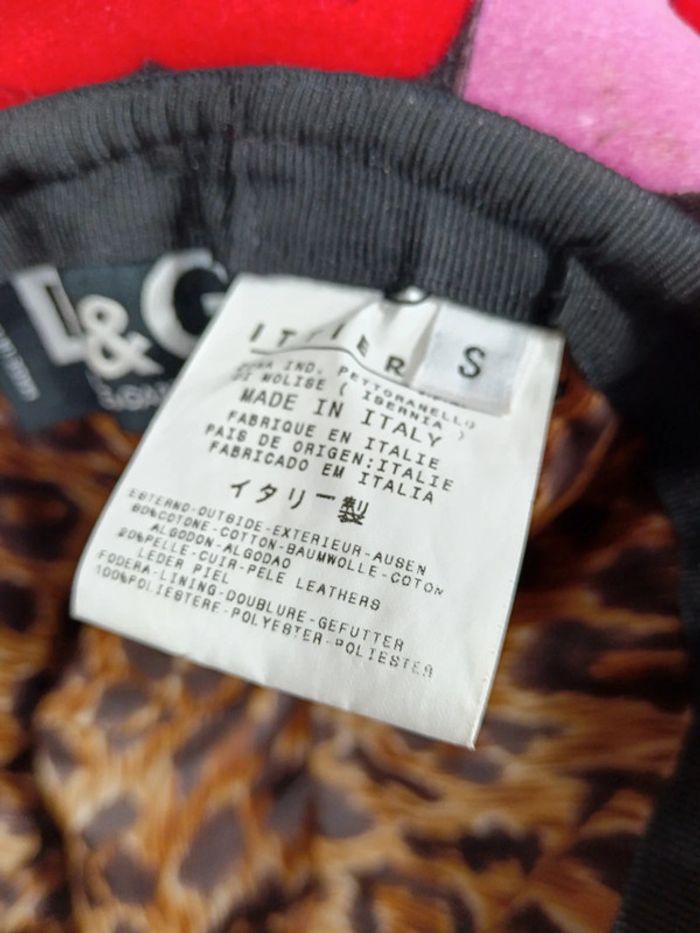 D&G
S
IND. PETTORANELLO
DI MOLISE ( ISERNIA )
MADE IN ITALY
FABRIQUE EN ITALIE
PAIS DE ORIGEN:ITALIE
FABRICADO EM ITALIA
イタリー製
ESTERNO-OUTSIDE-EXTERIEUR-AUSEN
80%COTONE-COTTON-BAUMWOLLE-COTON
ALGODON-ALGODAO
20%PELLE-CUIR-PELE LEATHERS
LEDER PIEL
FODERA-LINING-DOUBLURE-GEFUTTER
100%POLIESTERE-POLYESTER-POLIESTER